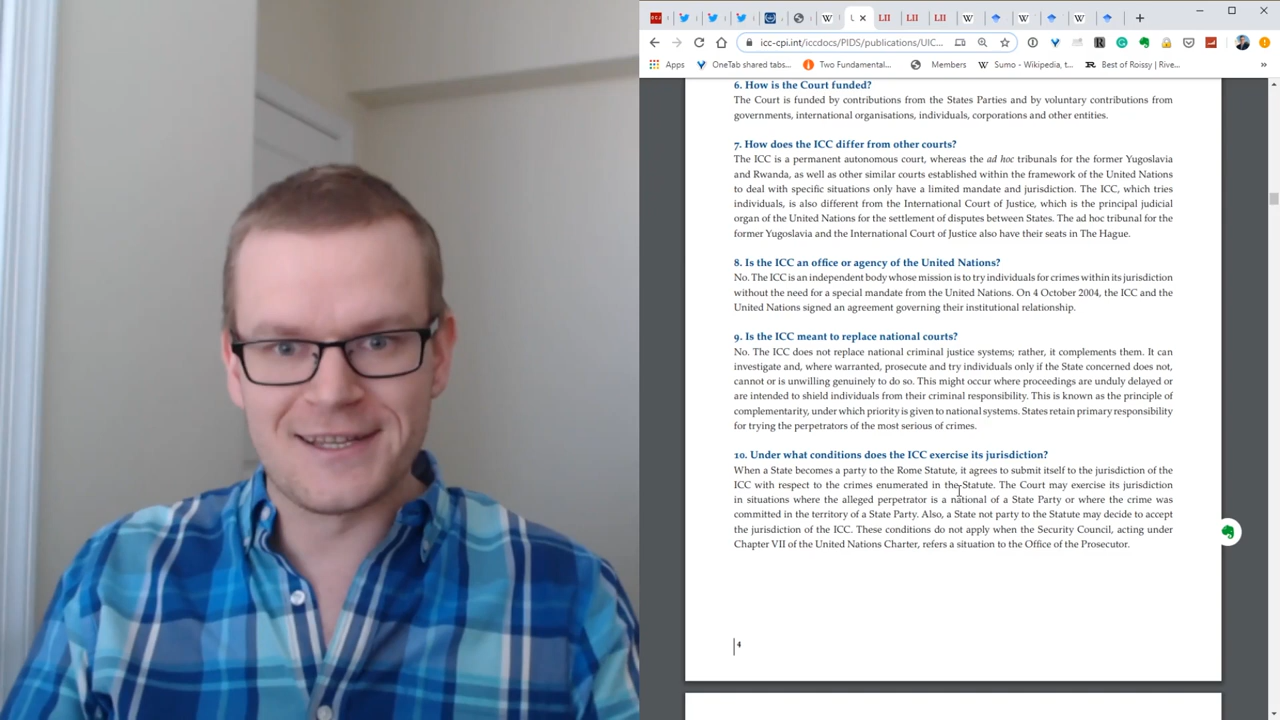 SCJ
W
L
LII
LII
LII
W
W
W
icc-cpi.int/iccdocs/PIDS/publications/UIC...
Apps
OneTab shared tabs...
Two Fundamental...
Members
W Sumo - Wikipedia, t...
R. Best of Roissy | Rive...
»
6. How is the Court funded?
The Court is funded by contributions from the States Parties and by voluntary contributions from
governments, international organisations, individuals, corporations and other entities.
7. How does the ICC differ from other courts?
The ICC is a permanent autonomous court, whereas the ad hoc tribunals for the former Yugoslavia
and Rwanda, as well as other similar courts established within the framework of the United Nations
to deal with specific situations only have a limited mandate and jurisdiction. The ICC, which tries
individuals, is also different from the International Court of Justice, which is the principal judicial
organ of the United Nations for the settlement of disputes between States. The ad hoc tribunal for the
former Yugoslavia and the International Court of Justice also have their seats in The Hague.
8. Is the ICC an office or agency of the United Nations?
No. The ICC is an independent body whose mission is to try individuals for crimes within its jurisdiction
without the need for a special mandate from the United Nations. On 4 October 2004, the ICC and the
United Nations signed an agreement governing their institutional relationship.
9. Is the ICC meant to replace national courts?
No. The ICC does not replace national criminal justice systems; rather, it complements them. It can
investigate and, where warranted, prosecute and try individuals only if the State concerned does not,
cannot or is unwilling genuinely to do so. This might occur where proceedings are unduly delayed or
are intended to shield individuals from their criminal responsibility. This is known as the principle of
complementarity, under which priority is given to national systems. States retain primary responsibility
for trying the perpetrators of the most serious of crimes.
10. Under what conditions does the ICC exercise its jurisdiction?
When a State becomes a party to the Rome Statute, it agrees to submit itself to the jurisdiction of the
ICC with respect to the crimes enumerated in the Statute. The Court may exercise its jurisdiction
in situations where the alleged perpetrator is a national of a State Party or where the crime was
committed in the territory of a State Party. Also, a State not party to the Statute may decide to accept
the jurisdiction of the ICC. These conditions do not apply when the Security Council, acting under
Chapter VII of the United Nations Charter, refers a situation to the Office of the Prosecutor.
4